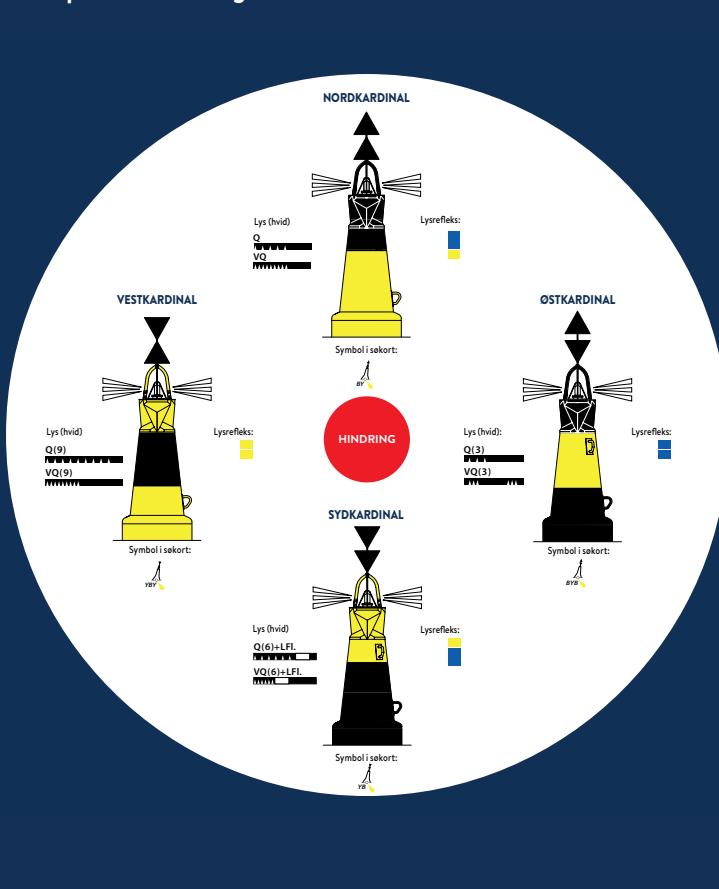 NORDKARDINAL
Lys (hvid)
Q
VQ
Lysrefleks:
Symbol i søkort:
BY
VESTKARDINAL
Lys (hvid)
Q(9)
VQ(9)
Lysrefleks:
Symbol i søkort:
YBY
HINDRING
ØSTKARDINAL
Lys (hvid):
Q(3)
VQ(3)
Lysrefleks:
Symbol i søkort:
BYB
SYDKARDINAL
Lys (hvid)
Q(6)+LFl.
VQ(6)+LFl.
Lysrefleks:
Symbol i søkort:
YB